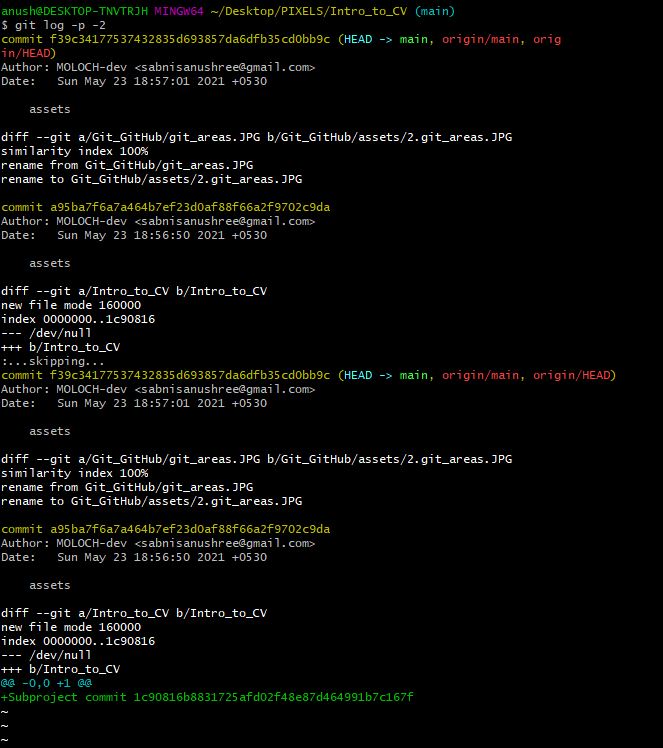 anush@DESKTOP-TNVTRJH MINGW64 ~/Desktop/PIXELS/Intro_to_CV (main)
$ git log -p -2
commit f39c34177537432835d693857da6dfb35cd0bb9c (HEAD -> main, origin/main, orig
in/HEAD)
Author: MOLOCH-dev <sabnisanushree@gmail.com>
Date:   Sun May 23 18:57:01 2021 +0530

    assets

diff --git a/Git_GitHub/git_areas.JPG b/Git_GitHub/assets/2.git_areas.JPG
similarity index 100%
rename from Git_GitHub/git_areas.JPG
rename to Git_GitHub/assets/2.git_areas.JPG

commit a95ba7f6a7a464b7ef23d0af88f66a2f9702c9da
Author: MOLOCH-dev <sabnisanushree@gmail.com>
Date:   Sun May 23 18:56:50 2021 +0530

    assets

diff --git a/Intro_to_CV b/Intro_to_CV
new file mode 160000
index 0000000..1c90816
--- /dev/null
+++ b/Intro_to_CV
:...skipping...
commit f39c34177537432835d693857da6dfb35cd0bb9c (HEAD -> main, origin/main, origin/HEAD)
Author: MOLOCH-dev <sabnisanushree@gmail.com>
Date:   Sun May 23 18:57:01 2021 +0530

    assets

diff --git a/Git_GitHub/git_areas.JPG b/Git_GitHub/assets/2.git_areas.JPG
similarity index 100%
rename from Git_GitHub/git_areas.JPG
rename to Git_GitHub/assets/2.git_areas.JPG

commit a95ba7f6a7a464b7ef23d0af88f66a2f9702c9da
Author: MOLOCH-dev <sabnisanushree@gmail.com>
Date:   Sun May 23 18:56:50 2021 +0530

    assets

diff --git a/Intro_to_CV b/Intro_to_CV
new file mode 160000
index 0000000..1c90816
--- /dev/null
+++ b/Intro_to_CV
@@ -0,0 +1 @@
+Subproject commit 1c90816b8831725afd02f48e87d464991b7c167f
~
~
~